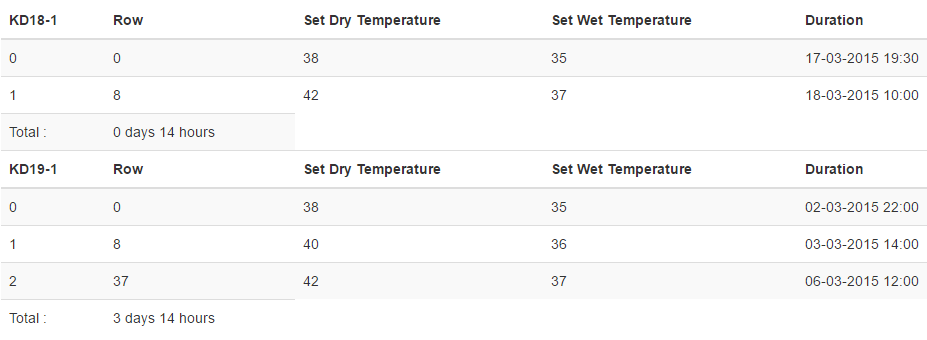 KD18-1 Row Set Dry Temperature Set Wet Temperature Duration
0 0 38 35 17-03-2015 19:30
1 8 42 37 18-03-2015 10:00
Total : 0 days 14 hours
KD19-1 Row Set Dry Temperature Set Wet Temperature Duration
0 0 38 35 02-03-2015 22:00
1 8 40 36 03-03-2015 14:00
2 37 42 37 06-03-2015 12:00
Total : 3 days 14 hours